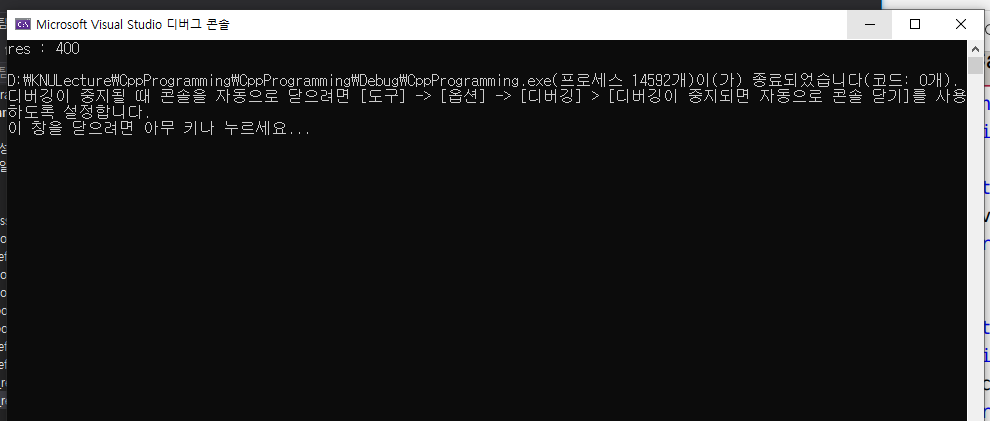 Microsoft Visual Studio 디버그 콘솔
res : 400
D:₩KNULecture₩CppProgramming₩CppProgramming₩Debug₩CppProgramming.exe(프로세스 14592개)이(가) 종료되었습니다(코드: 0개).
디버깅이 중지될 때 콘솔을 자동으로 닫으려면 [도구] -> [옵션] -> [디버깅] > [디버깅이 중지되면 자동으로 콘솔 닫기]를 사용
하도록 설정합니다.
이 창을 닫으려면 아무 키나 누르세요...